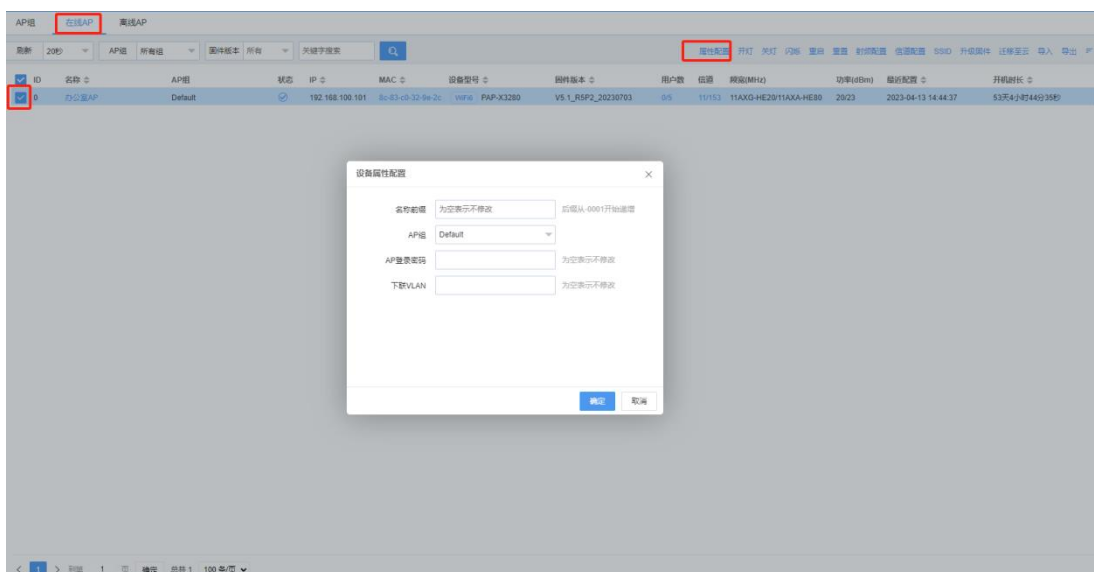 AP组 在线AP 离线AP
刷新 20秒 AP组 所有组 固件版本 所有 关键字搜索 属性配置 开灯 关灯 闪烁 重启 重置 射频配置 信道配置 SSID 升级固件 迁移至云 导入 导出
ID 名称 AP组 状态 IP MAC 设备型号 固件版本 用户数 信道 频宽(MHz) 功率(dBm) 最近配置 开机时长
0 办公室AP Default 192.168.100.101 8c-83-c0-32-9e-2c WiFi6 PAP-X3280 V5.1_R5P2_20230703 0/5 11/153 11AXG-HE20/11AXA-HE80 20/23 2023-04-13 14:44:37 53天4小时44分35秒
设备属性配置
名称前缀 为空表示不修改 后缀从-0001开始递增
AP组 Default
AP登录密码 为空表示不修改
下联VLAN 为空表示不修改
确定 取消
1 到第 1 页 确定 总共 1 100 条/页